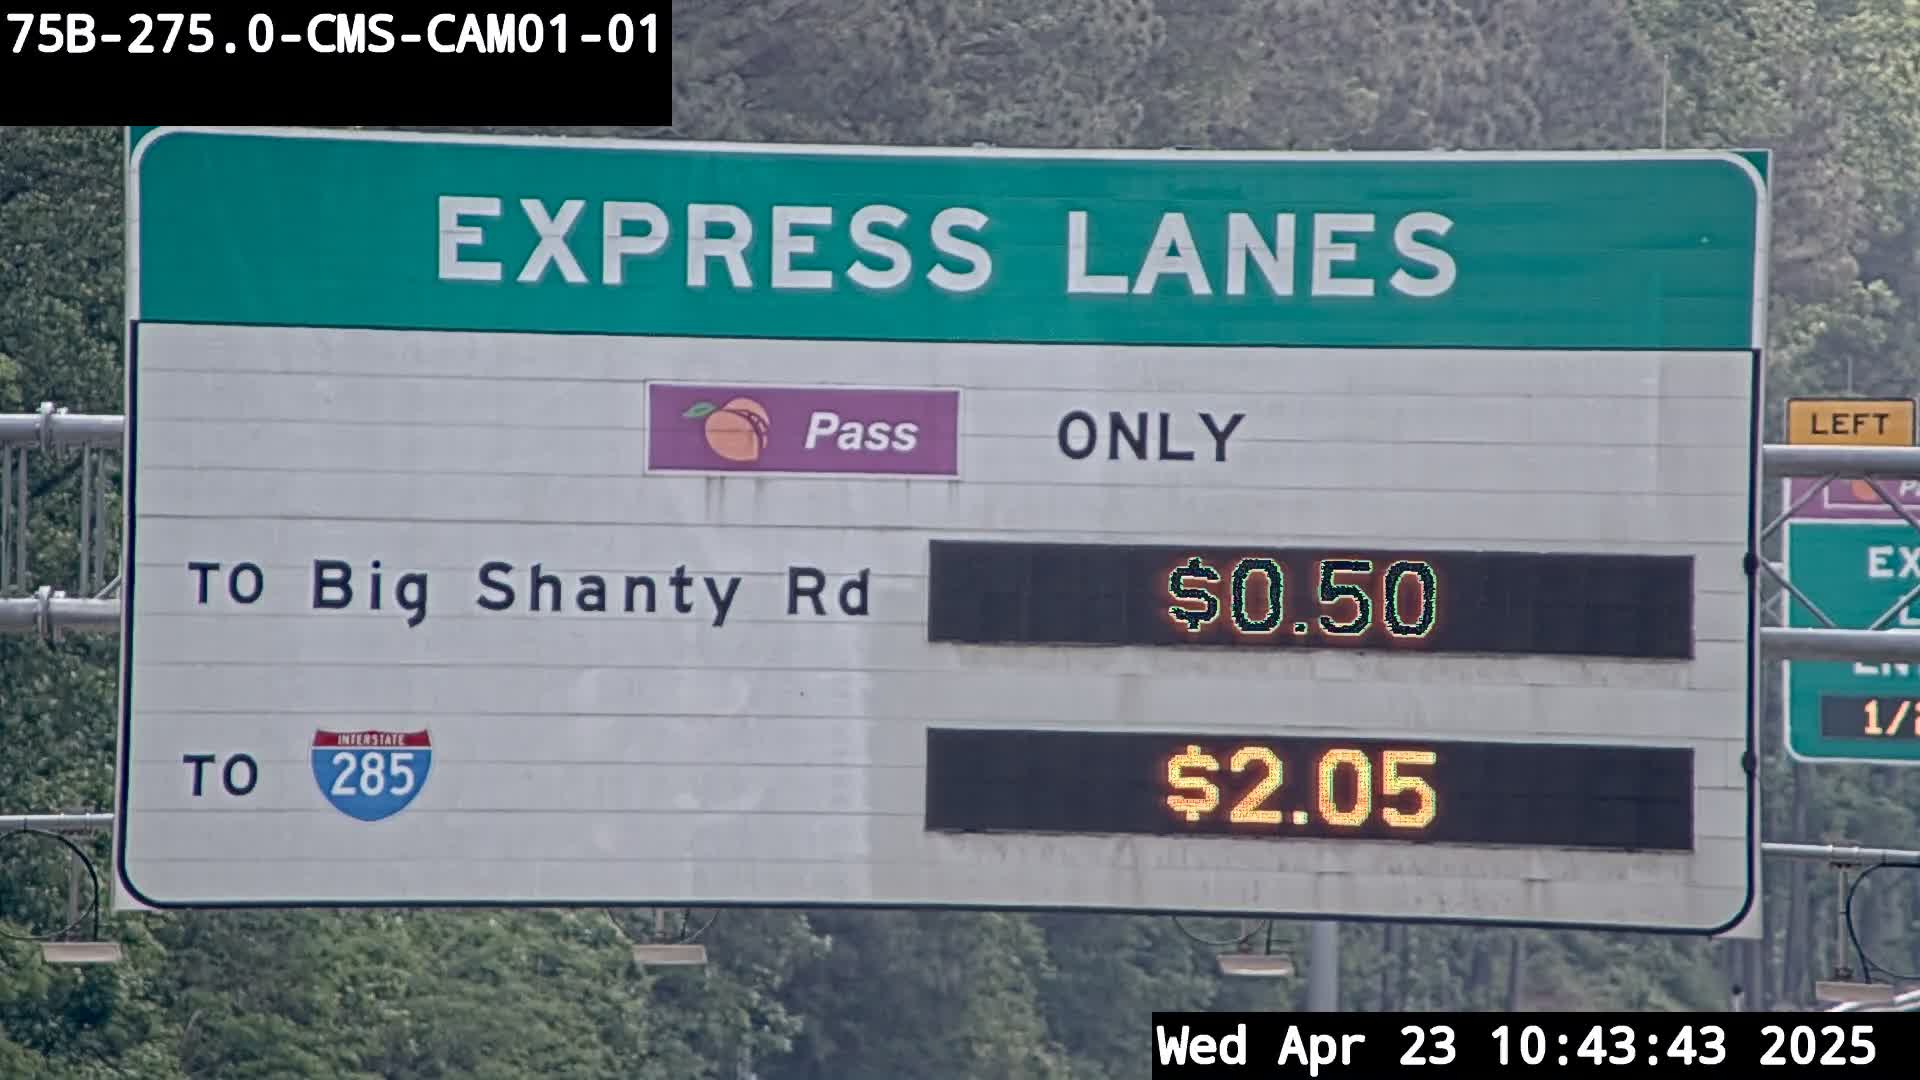 75B-275.0-CMS-CAM01-01
EXPRESS LANES
Pass ONLY
TO Big Shanty Rd $0.50
TO INTERSTATE 285 $2.05
LEFT
1/
Wed Apr 23 10:43:43 2025